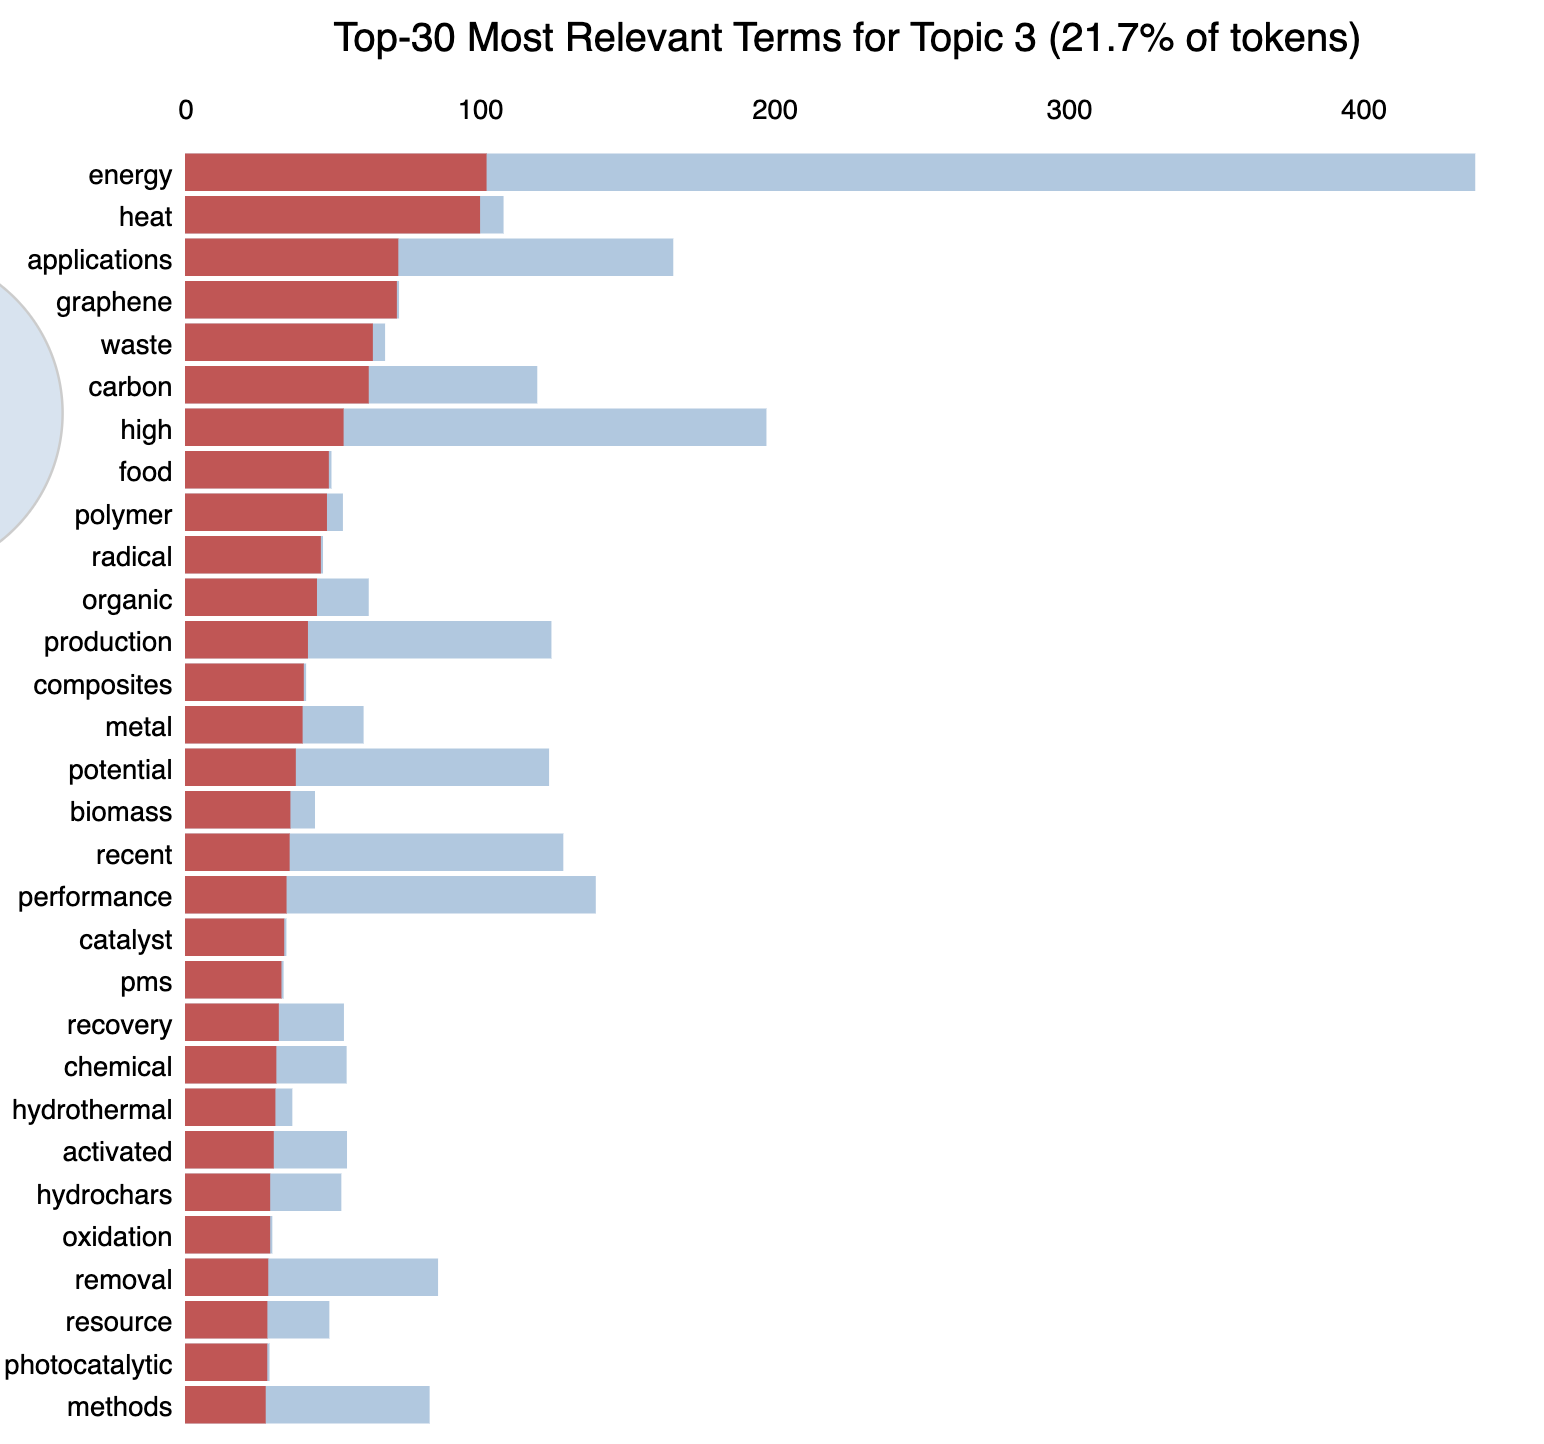 Top-30 Most Relevant Terms for Topic 3 (21.7% of tokens)
0 100 200 300 400
energy
heat
applications
graphene
waste
carbon
high
food
polymer
radical
organic
production
composites
metal
potential
biomass
recent
performance
catalyst
pms
recovery
chemical
hydrothermal
activated
hydrochars
oxidation
removal
resource
photocatalytic
methods